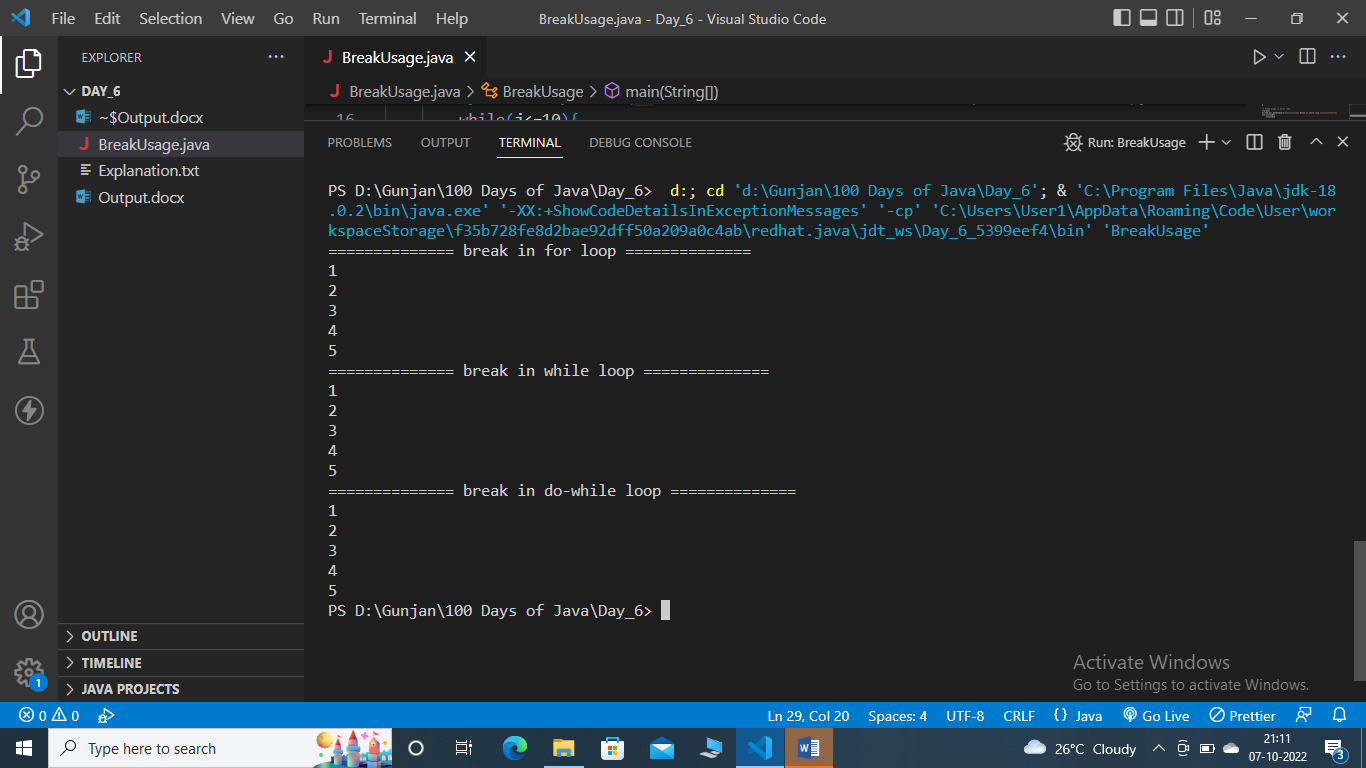 File Edit Selection View Go Run Terminal Help
BreakUsage.java - Day_6 - Visual Studio Code
EXPLORER
DAY_6
~$Output.docx
BreakUsage.java
Explanation.txt
Output.docx
OUTLINE
TIMELINE
JAVA PROJECTS
BreakUsage.java
BreakUsage.java > BreakUsage > main(String[])
16
PROBLEMS OUTPUT TERMINAL DEBUG CONSOLE
Run: BreakUsage
PS D:\Gunjan\100 Days of Java\Day_6>  d:; cd 'd:\Gunjan\100 Days of Java\Day_6'; & 'C:\Program Files\Java\jdk-18
.0.2\bin\java.exe' '-XX:+ShowCodeDetailsInExceptionMessages' '-cp' 'C:\Users\User1\AppData\Roaming\Code\User\wor
kspaceStorage\f35b728fe8d2bae92dff50a209a0c4ab\redhat.java\jdt_ws\Day_6_5399eef4\bin' 'BreakUsage'
============== break in for loop ==============
1
2
3
4
5
============== break in while loop ==============
1
2
3
4
5
============== break in do-while loop ==============
1
2
3
4
5
PS D:\Gunjan\100 Days of Java\Day_6>
Activate Windows
Go to Settings to activate Windows.
1
0 0
Ln 29, Col 20 Spaces: 4 UTF-8 CRLF {} Java Go Live Prettier
Type here to search
26°C Cloudy
21:11
07-10-2022
3